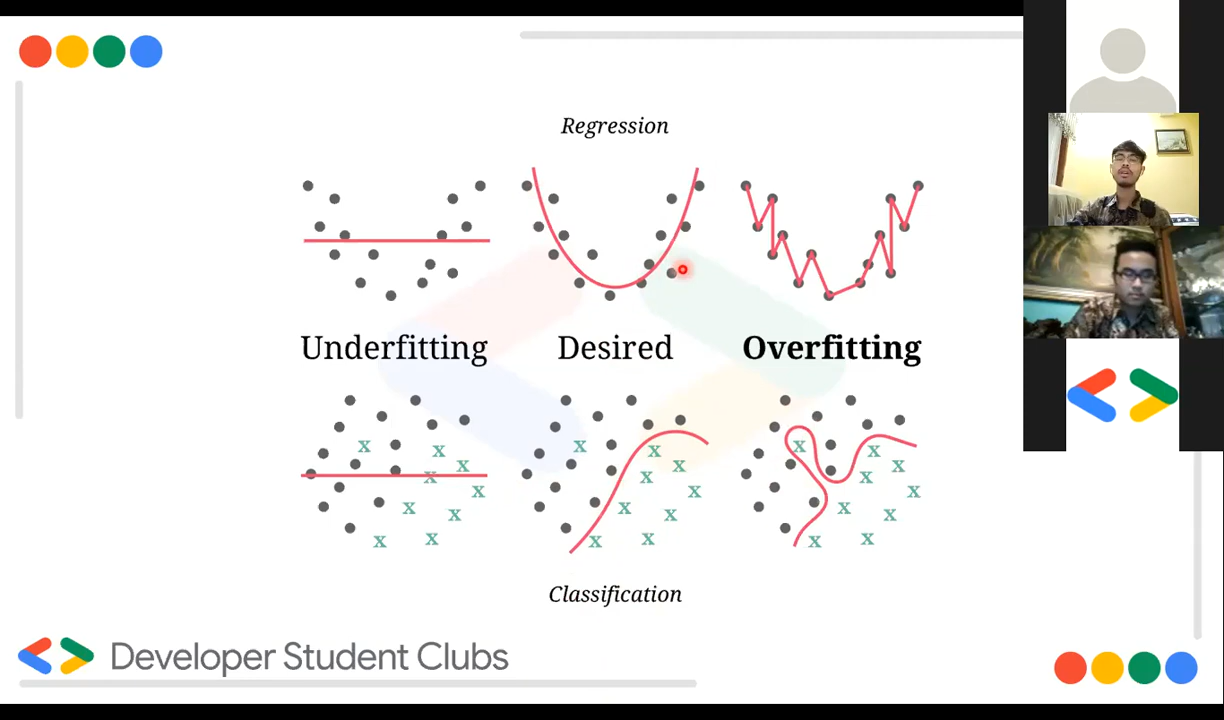 Regression
Underfitting
Desired
Overfitting
Classification
Developer Student Clubs